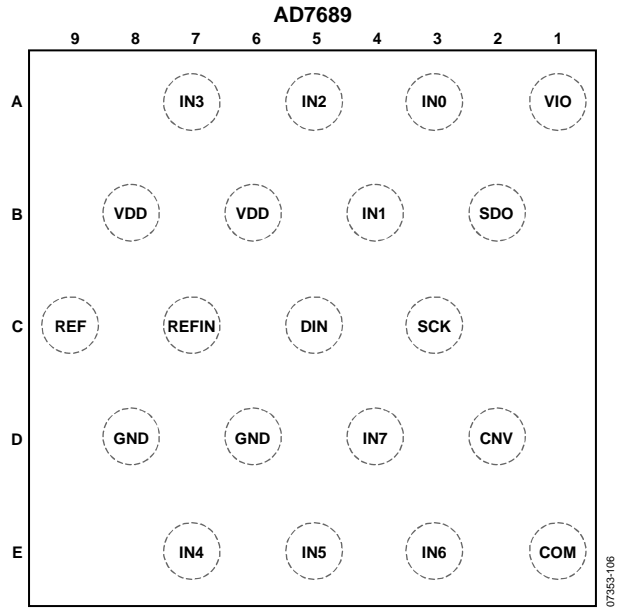 AD7689
9 8 7 6 5 4 3 2 1
A IN3 IN2 IN0 VIO
B VDD VDD IN1 SDO
C REF REFIN DIN SCK
D GND GND IN7 CNV
E IN4 IN5 IN6 COM
07353-106